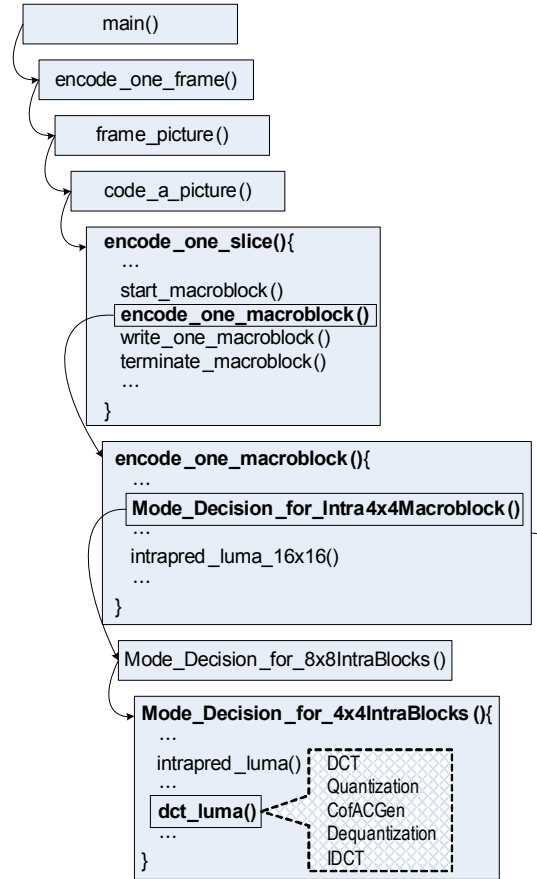 main()
encode_one_frame()
frame_picture()
code_a_picture()
encode_one_slice(){
...
start_macroblock()
encode_one_macroblock()
write_one_macroblock()
terminate_macroblock()
...
}
encode_one_macroblock(){
...
Mode_Decision_for_Intra4x4Macroblock()
...
intrapred_luma_16x16()
...
}
Mode_Decision_for_8x8IntraBlocks()
Mode_Decision_for_4x4IntraBlocks(){
...
intrapred_luma()
...
dct_luma()
...
}
DCT
Quantization
CofACGen
Dequantization
IDCT